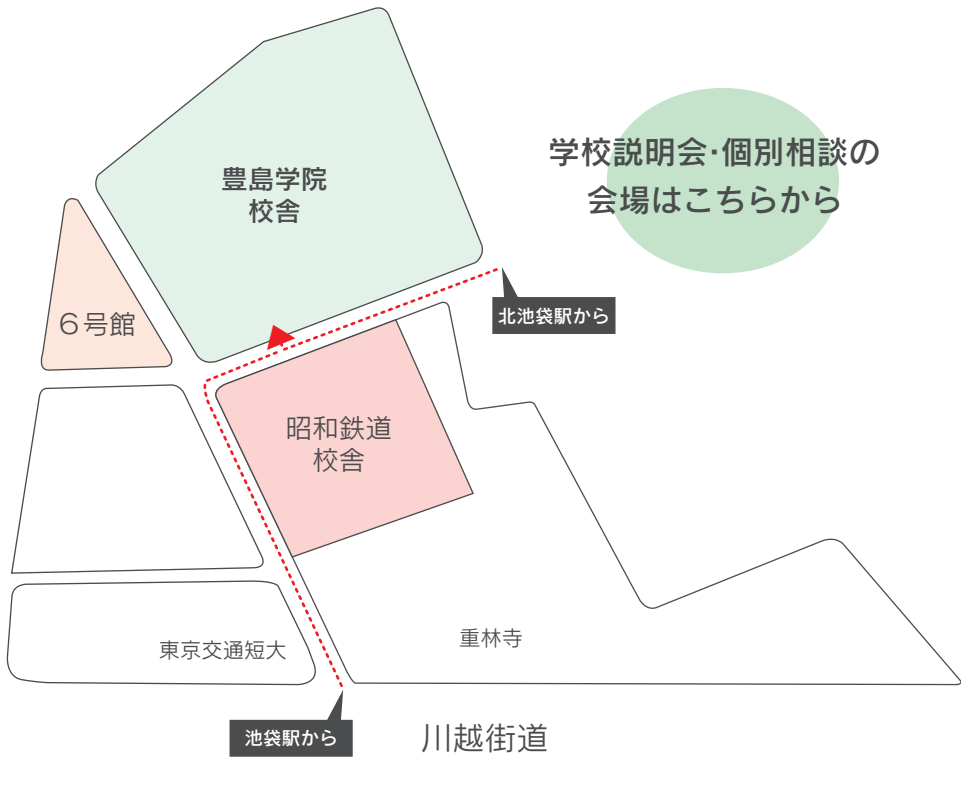 学校説明会・個別相談の
会場はこちらから
豊島学院
校舎
6号館
北池袋駅から
昭和鉄道
校舎
東京交通短大
重林寺
池袋駅から
川越街道